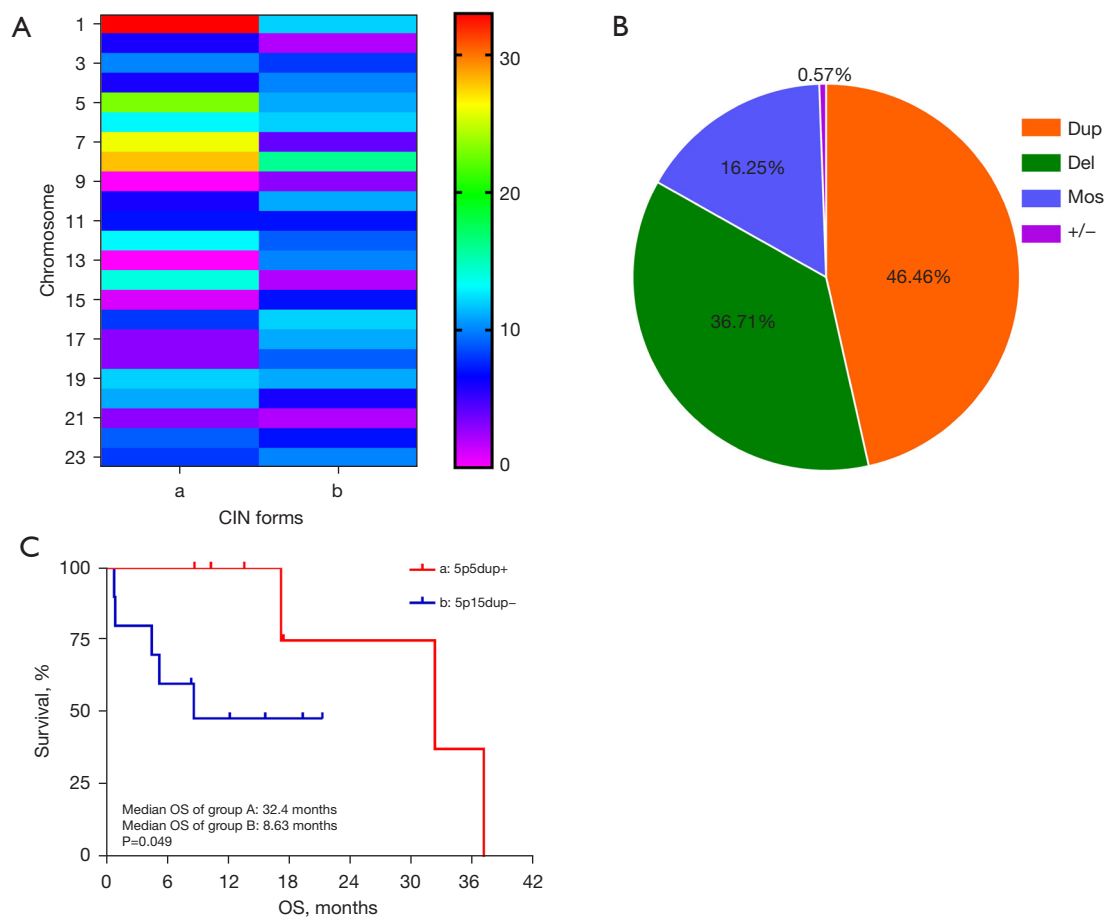 A
1
3
5
7
9
11
13
15
17
19
21
23
Chromosome
a
b
CIN forms
30
20
10
0
B
0.57%
16.25%
36.71%
46.46%
Dup
Del
Mos
+/−
C
100
75
50
25
0
Survival, %
a: 5p5dup+
b: 5p15dup−
Median OS of group A: 32.4 months
Median OS of group B: 8.63 months
P=0.049
0 6 12 18 24 30 36 42
OS, months